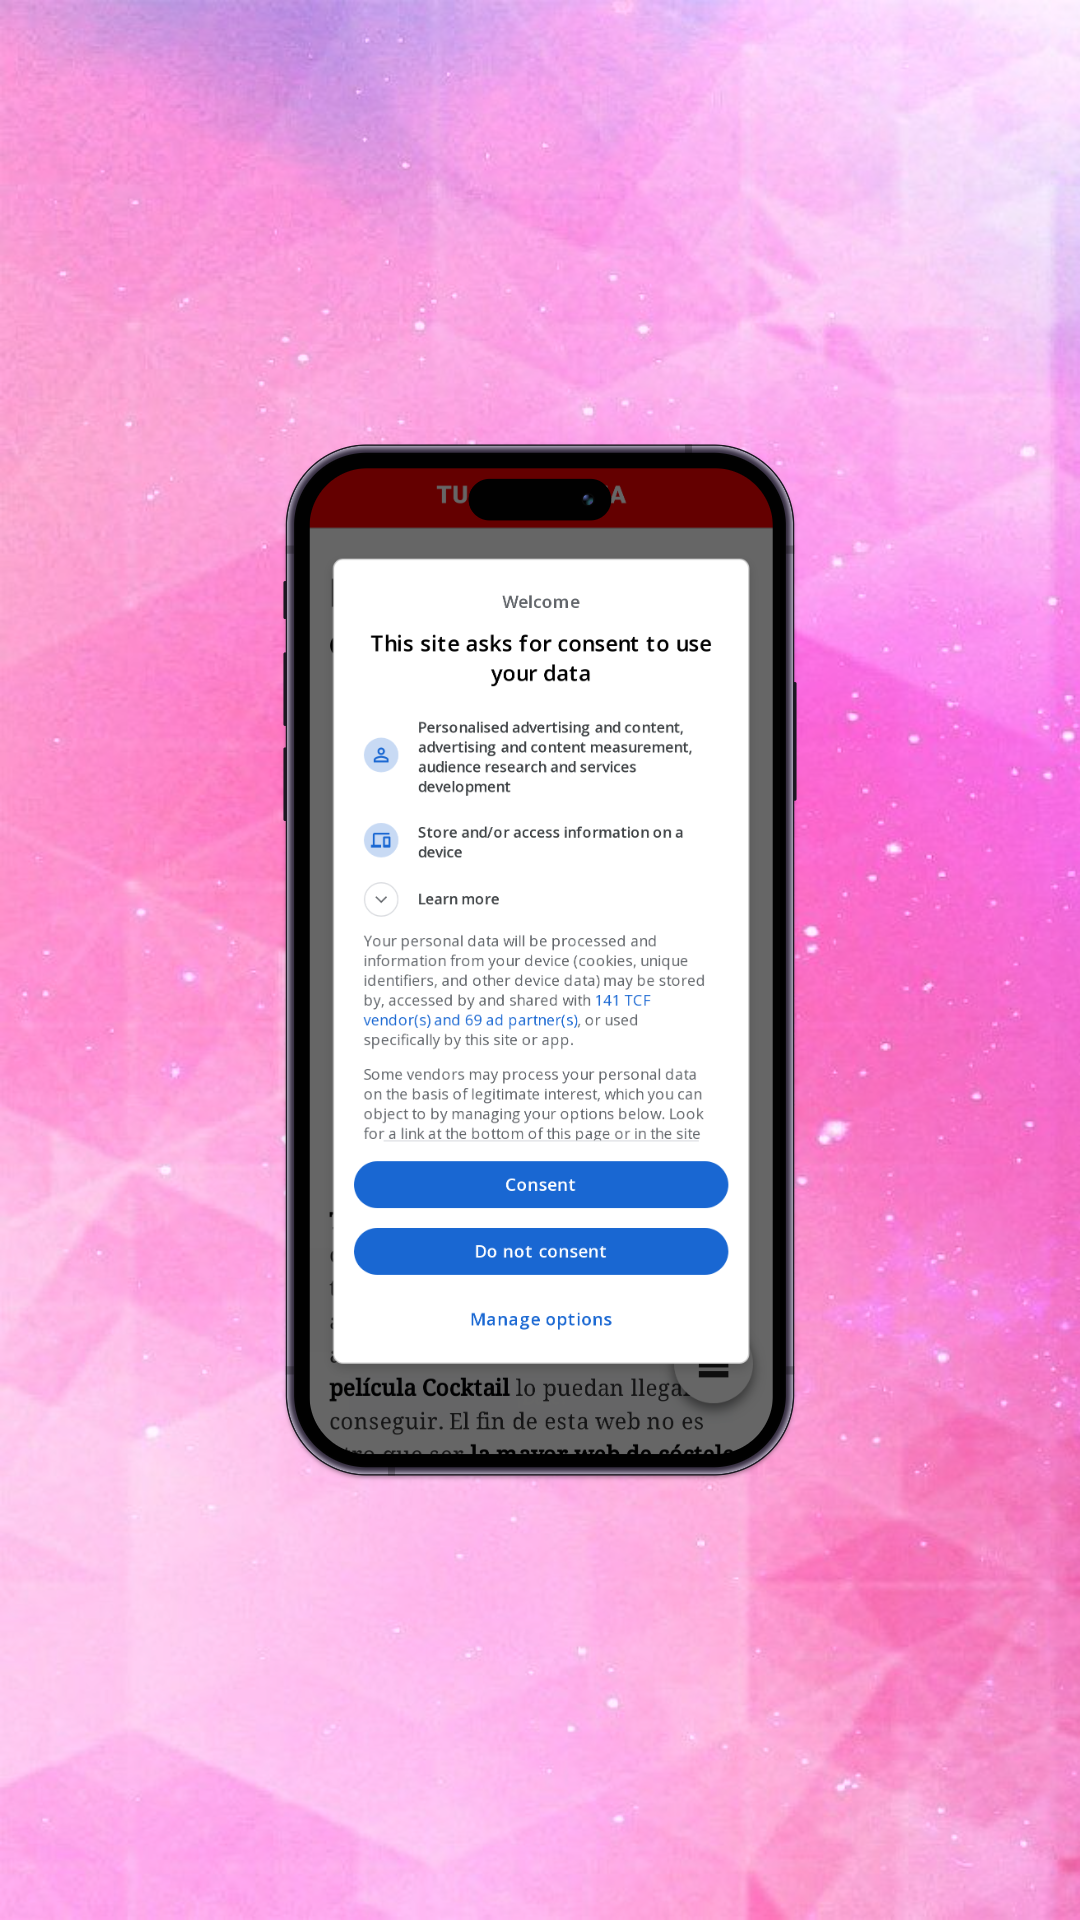 TU
A
Welcome
This site asks for consent to use
your data
Personalised advertising and content,
advertising and content measurement,
audience research and services
development
Store and/or access information on a
device
Learn more
Your personal data will be processed and
information from your device (cookies, unique
identifiers, and other device data) may be stored
by, accessed by and shared with 141 TCF
vendor(s) and 69 ad partner(s), or used
specifically by this site or app.
Some vendors may process your personal data
on the basis of legitimate interest, which you can
object to by managing your options below. Look
for a link at the bottom of this page or in the site
Consent
Do not consent
Manage options
película Cocktail lo puedan llegar
conseguir. El fin de esta web no es
otro que ser la mayor web de cócteles